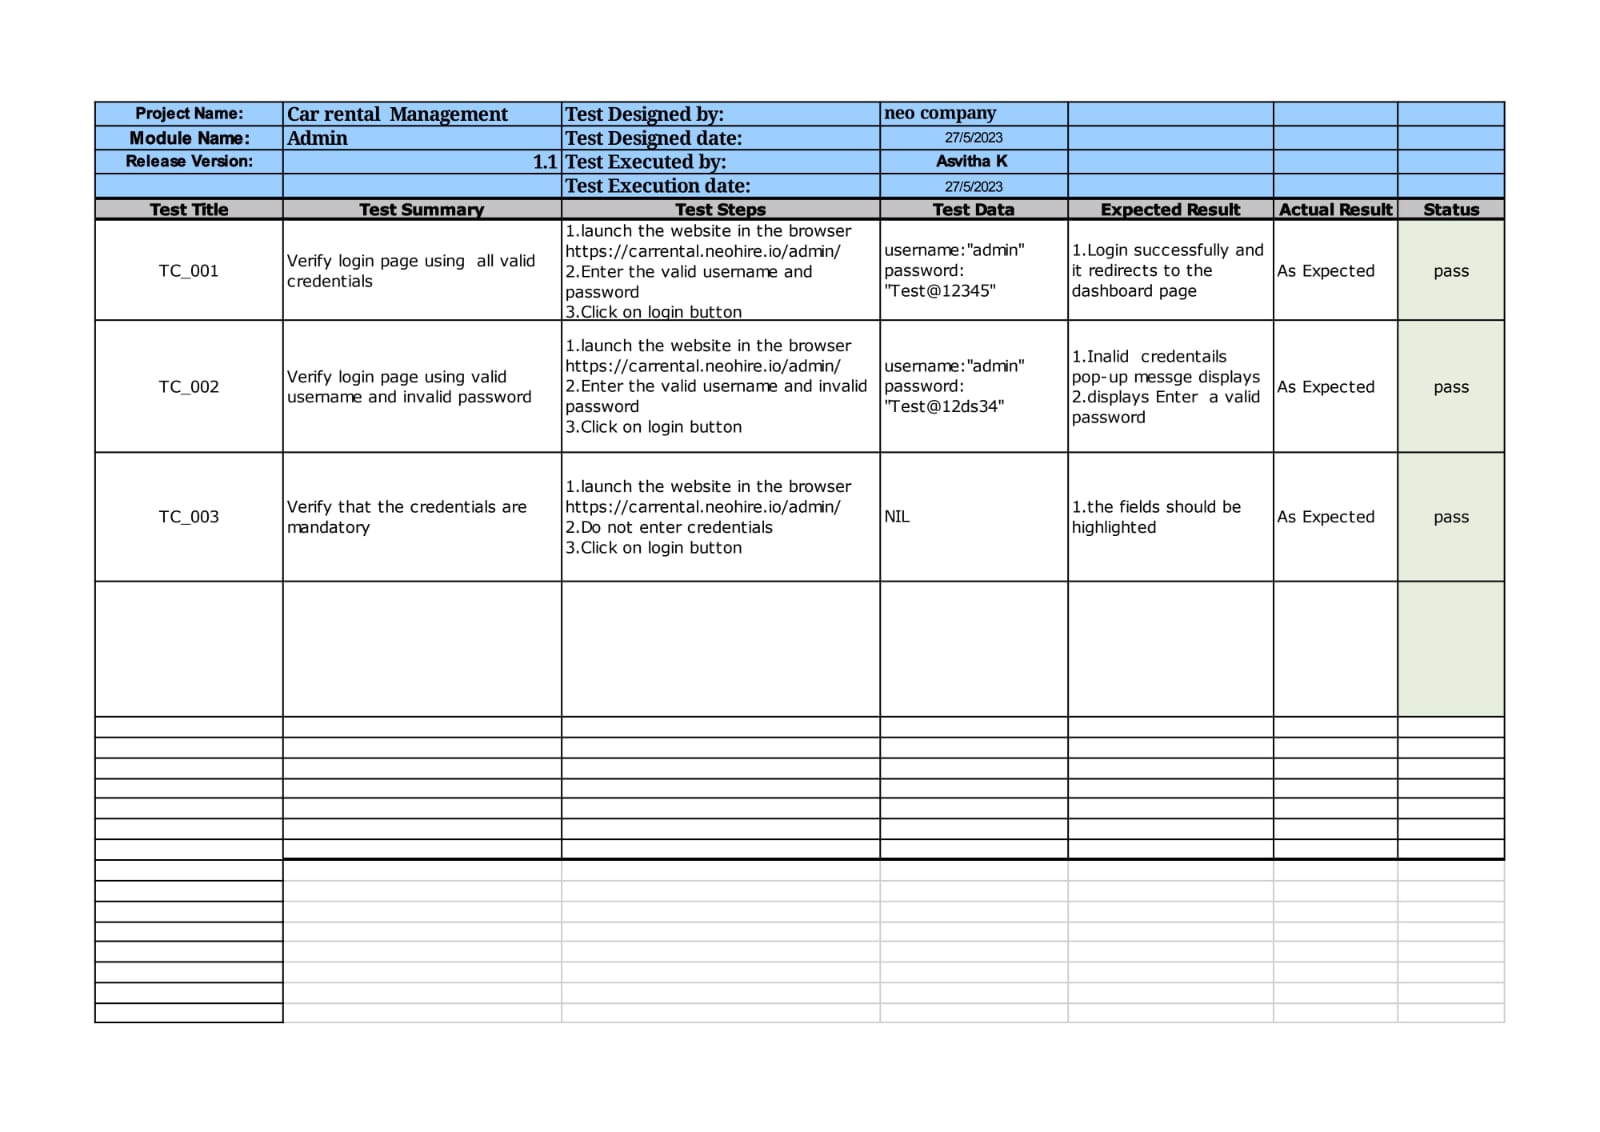 Project Name: Car rental  Management Test Designed by: neo company
Module Name: Admin Test Designed date: 27/5/2023
Release Version: 1.1 Test Executed by: Asvitha K
Test Execution date: 27/5/2023
Test Title Test Summary Test Steps Test Data Expected Result Actual Result Status
TC_001
Verify login page using  all valid
credentials
1.launch the website in the browser
https://carrental.neohire.io/admin/
2.Enter the valid username and
password
3.Click on login button
username:"admin"
password:
"Test@12345"
1.Login successfully and
it redirects to the
dashboard page
As Expected
pass
TC_002
Verify login page using valid
username and invalid password
1.launch the website in the browser
https://carrental.neohire.io/admin/
2.Enter the valid username and invalid
password
3.Click on login button
username:"admin"
password:
"Test@12ds34"
1.Inalid  credentails
pop-up messge displays
2.displays Enter  a valid
password
As Expected
pass
TC_003
Verify that the credentials are
mandatory
1.launch the website in the browser
https://carrental.neohire.io/admin/
2.Do not enter credentials
3.Click on login button
NIL
1.the fields should be
highlighted
As Expected
pass